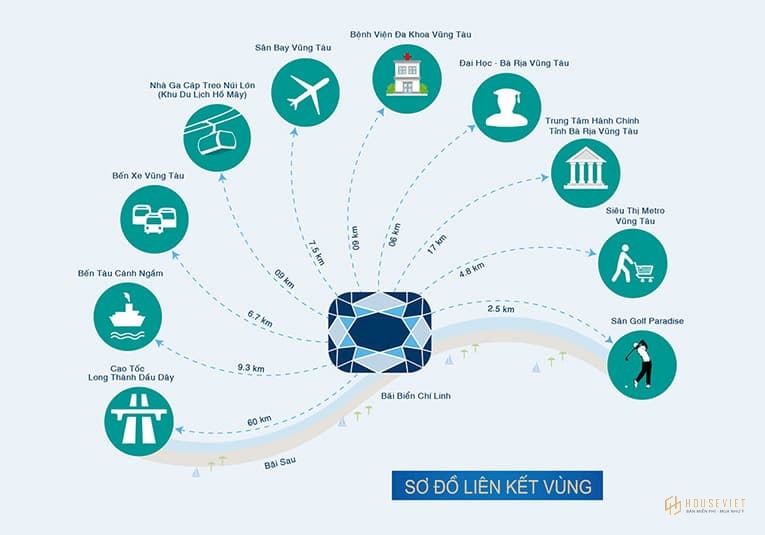 Bệnh Viện Đa Khoa Vũng Tàu
Sân Bay Vũng Tàu
Đại Học - Bà Rịa Vũng Tàu
Nhà Ga Cáp Treo Núi Lớn
(Khu Du Lịch Hồ Mây)
Trung Tâm Hành Chính
Tỉnh Bà Rịa Vũng Tàu
Bến Xe Vũng Tàu
Siêu Thị Metro
Vũng Tàu
7.5 km
09 km
06 km
17 km
Bến Tàu Cánh Ngầm
09 km
4.8 km
6.7 km
2.5 km
Sân Golf Paradise
Cao Tốc
Long Thành Dầu Dây
9.3 km
60 km
Bãi Biển Chí Linh
Bãi Sau
SƠ ĐỒ LIÊN KẾT VÙNG
HOUSEVIET
BÁN MIỄN PHÍ - MUA NHƯ Ý